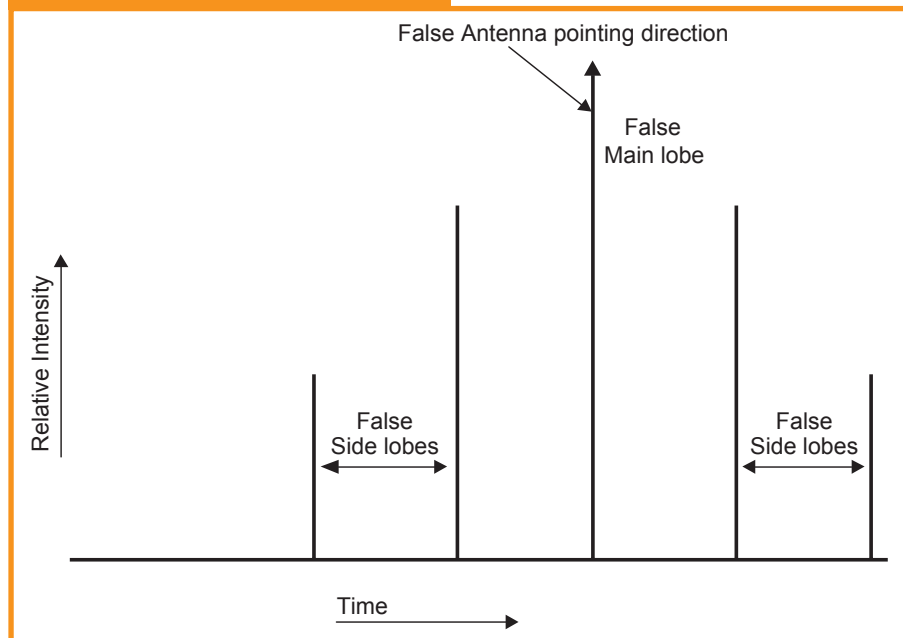 False Antenna pointing direction
False
Main lobe
Relative Intensity
False
Side lobes
False
Side lobes
Time